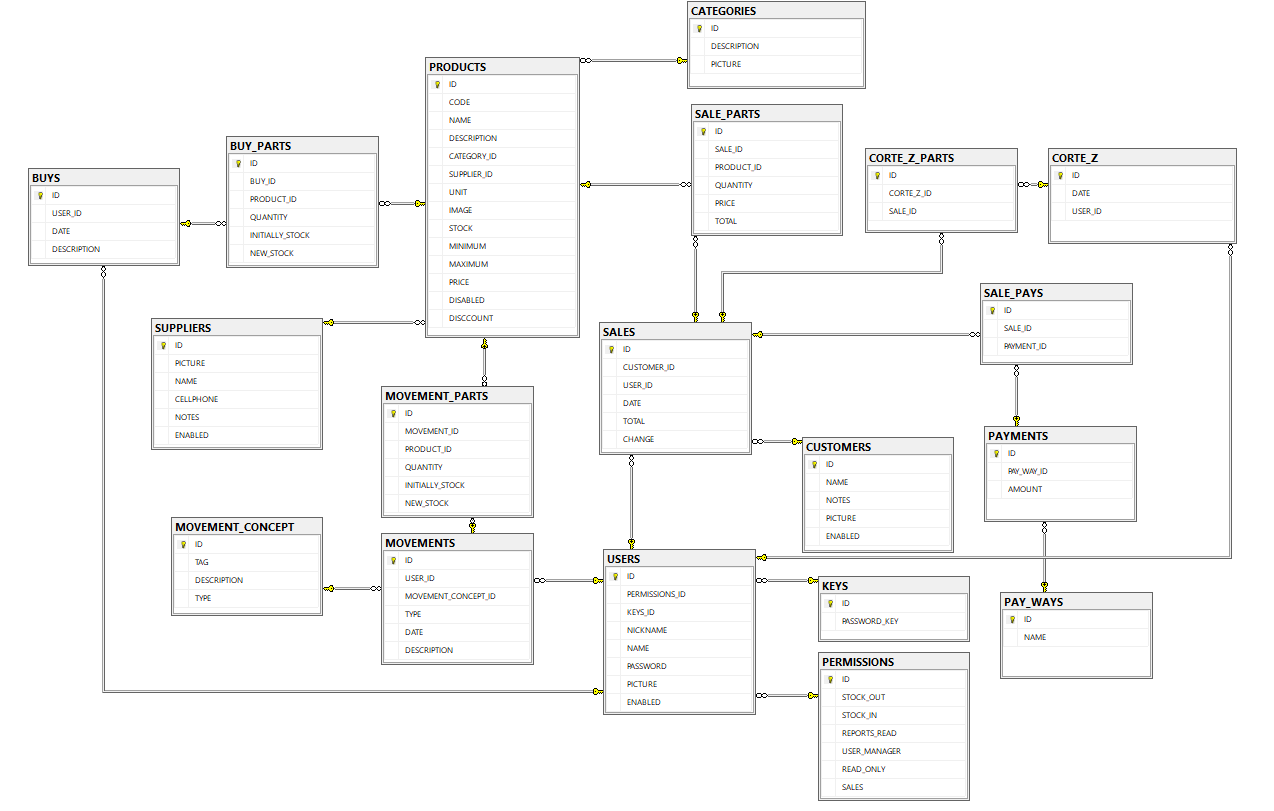 CATEGORIES
ID
DESCRIPTION
PICTURE
PRODUCTS
ID
CODE
NAME
DESCRIPTION
CATEGORY_ID
SUPPLIER_ID
UNIT
IMAGE
STOCK
MINIMUM
MAXIMUM
PRICE
DISABLED
DISCCOUNT
SALE_PARTS
ID
SALE_ID
PRODUCT_ID
QUANTITY
PRICE
TOTAL
BUY_PARTS
ID
BUY_ID
PRODUCT_ID
QUANTITY
INITIALLY_STOCK
NEW_STOCK
CORTE_Z_PARTS
ID
CORTE_Z_ID
SALE_ID
CORTE_Z
ID
DATE
USER_ID
BUYS
ID
USER_ID
DATE
DESCRIPTION
SALE_PAYS
ID
SALE_ID
PAYMENT_ID
SUPPLIERS
ID
PICTURE
NAME
CELLPHONE
NOTES
ENABLED
SALES
ID
CUSTOMER_ID
USER_ID
DATE
TOTAL
CHANGE
MOVEMENT_PARTS
ID
MOVEMENT_ID
PRODUCT_ID
QUANTITY
INITIALLY_STOCK
NEW_STOCK
PAYMENTS
ID
PAY_WAY_ID
AMOUNT
CUSTOMERS
ID
NAME
NOTES
PICTURE
ENABLED
MOVEMENT_CONCEPT
ID
TAG
DESCRIPTION
TYPE
MOVEMENTS
ID
USER_ID
MOVEMENT_CONCEPT_ID
TYPE
DATE
DESCRIPTION
USERS
ID
PERMISSIONS_ID
KEYS_ID
NICKNAME
NAME
PASSWORD
PICTURE
ENABLED
KEYS
ID
PASSWORD_KEY
PAY_WAYS
ID
NAME
PERMISSIONS
ID
STOCK_OUT
STOCK_IN
REPORTS_READ
USER_MANAGER
READ_ONLY
SALES